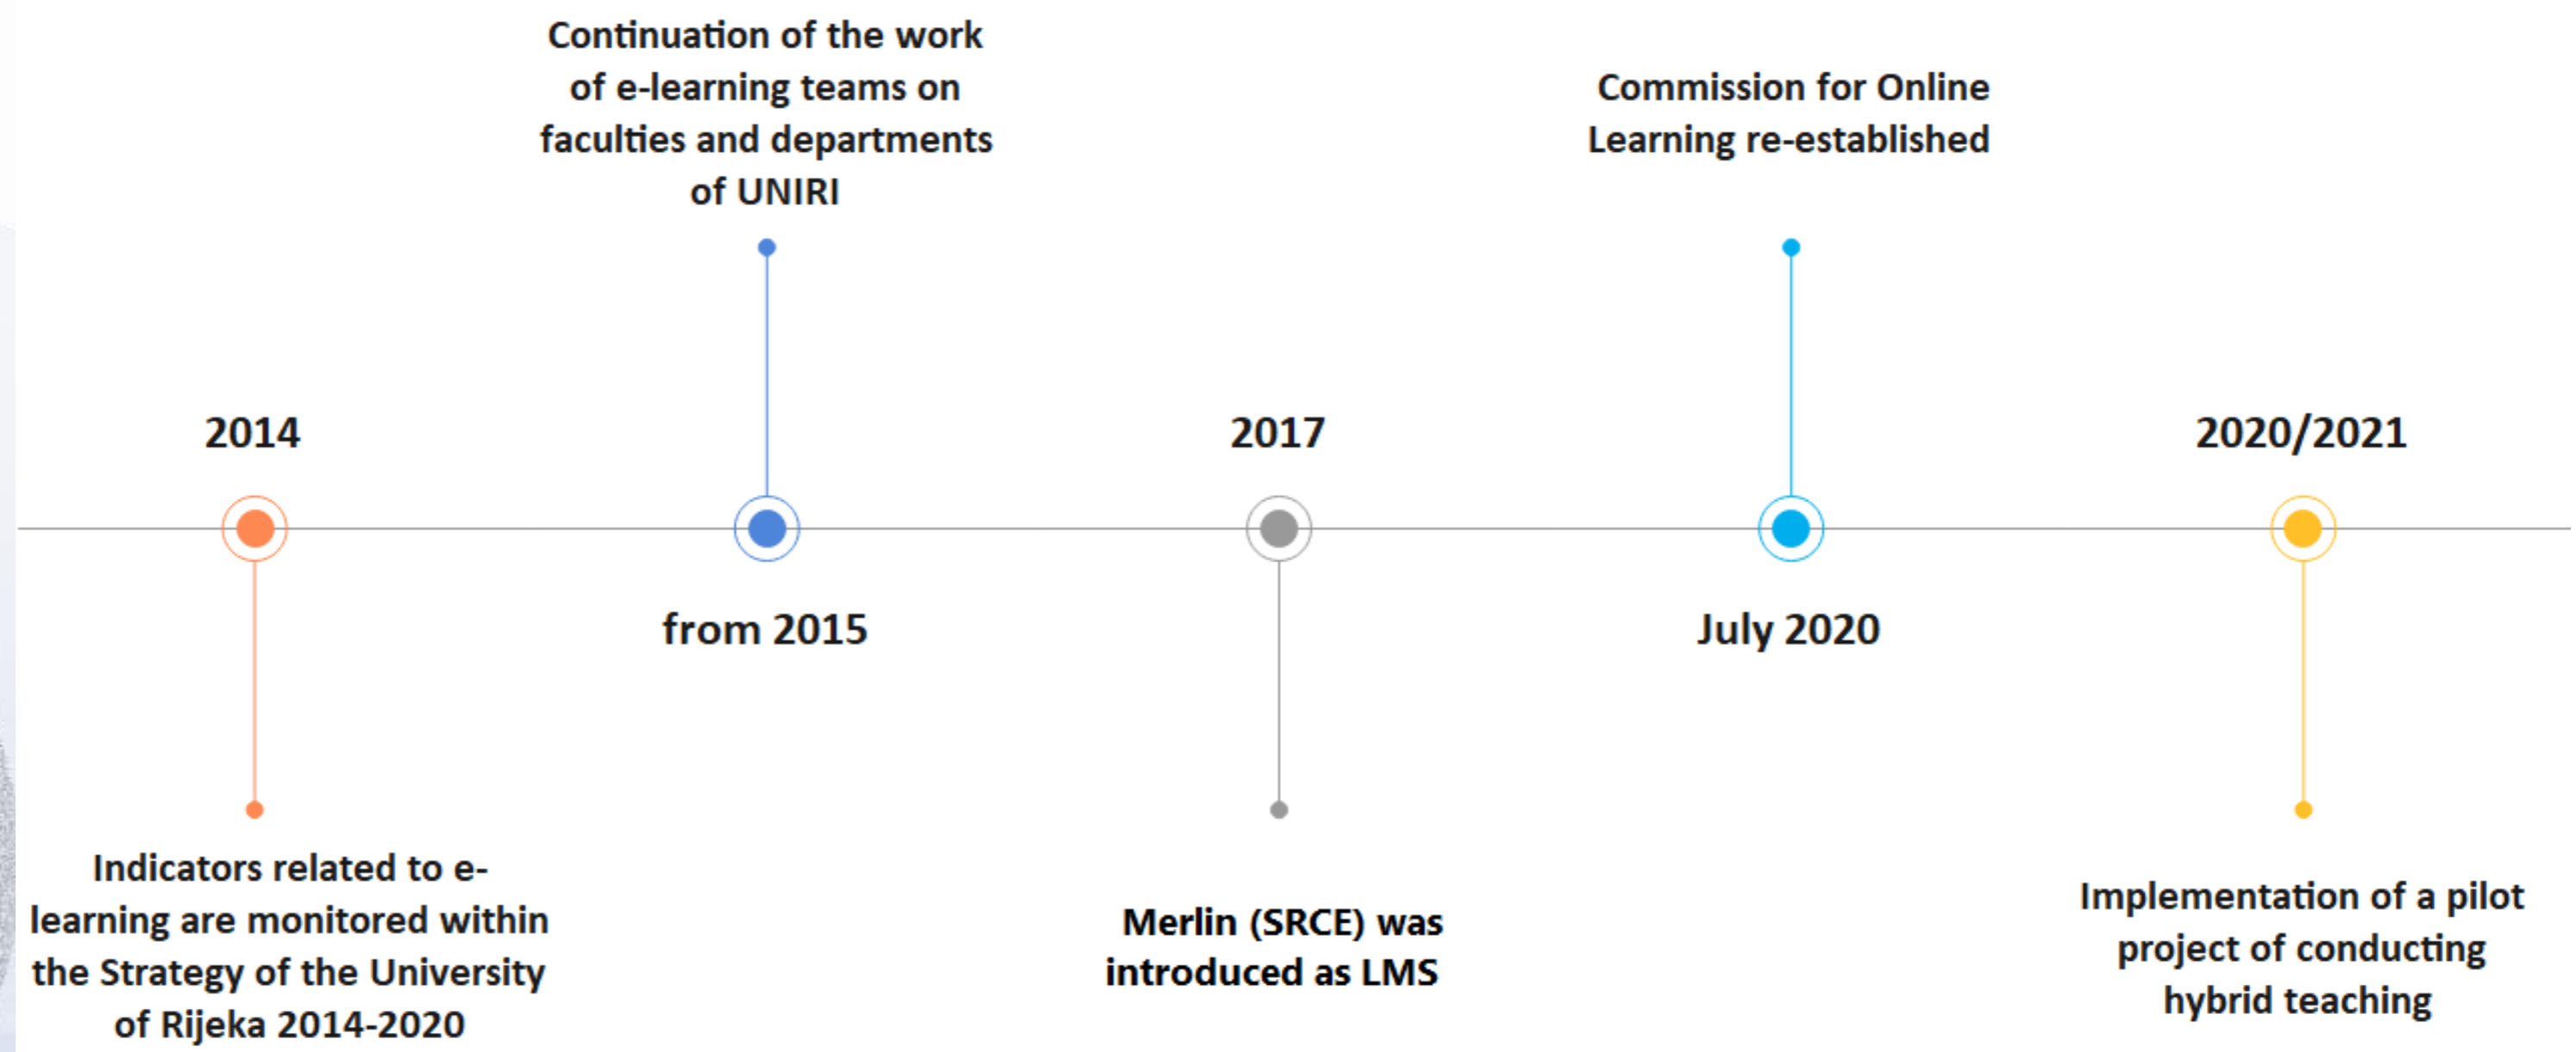 Continuation of the work
of e-learning teams on
faculties and departments
of UNIRI
Commission for Online
Learning re-established
2014
2017
2020/2021
from 2015
July 2020
Indicators related to e-
learning are monitored within
the Strategy of the University
of Rijeka 2014-2020
Merlin (SRCE) was
introduced as LMS
Implementation of a pilot
project of conducting
hybrid teaching